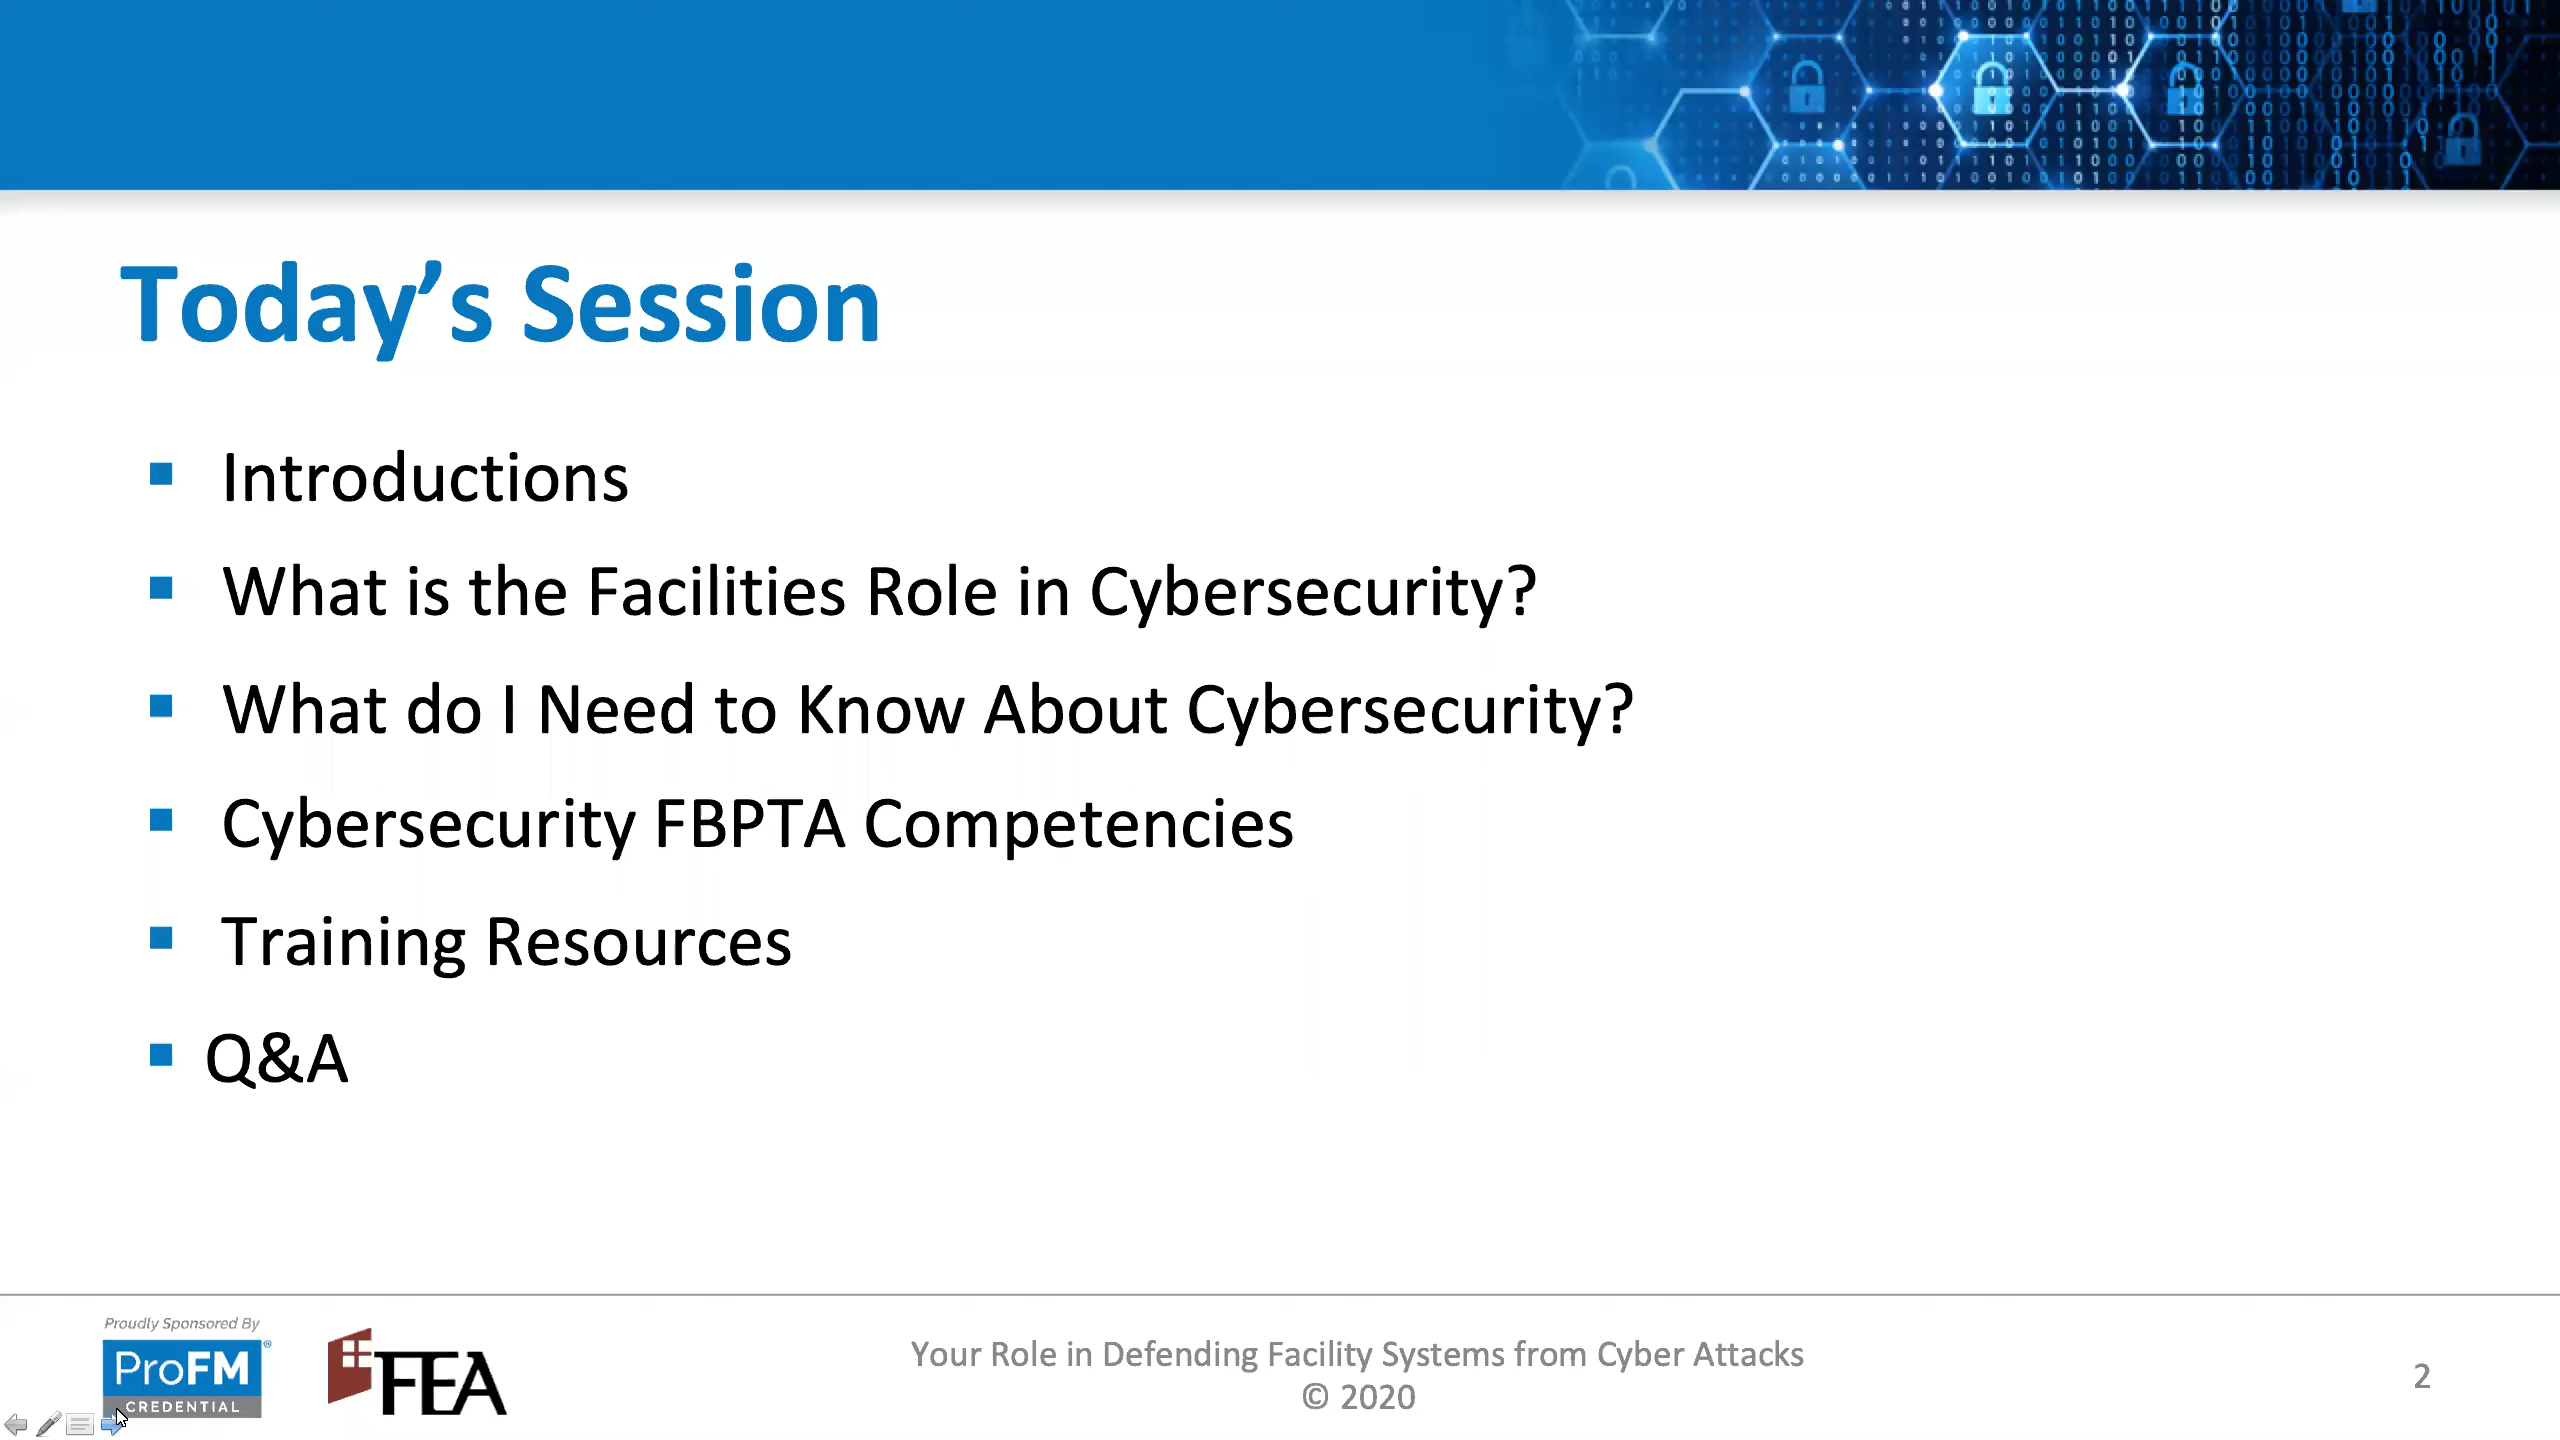 Today’s Session
Introductions
What is the Facilities Role in Cybersecurity?
What do I Need to Know About Cybersecurity?
Cybersecurity FBPTA Competencies
Training Resources
Q&A
Proudly Sponsored By
ProFM®
CREDENTIAL
FEA
Your Role in Defending Facility Systems from Cyber Attacks
© 2020
2